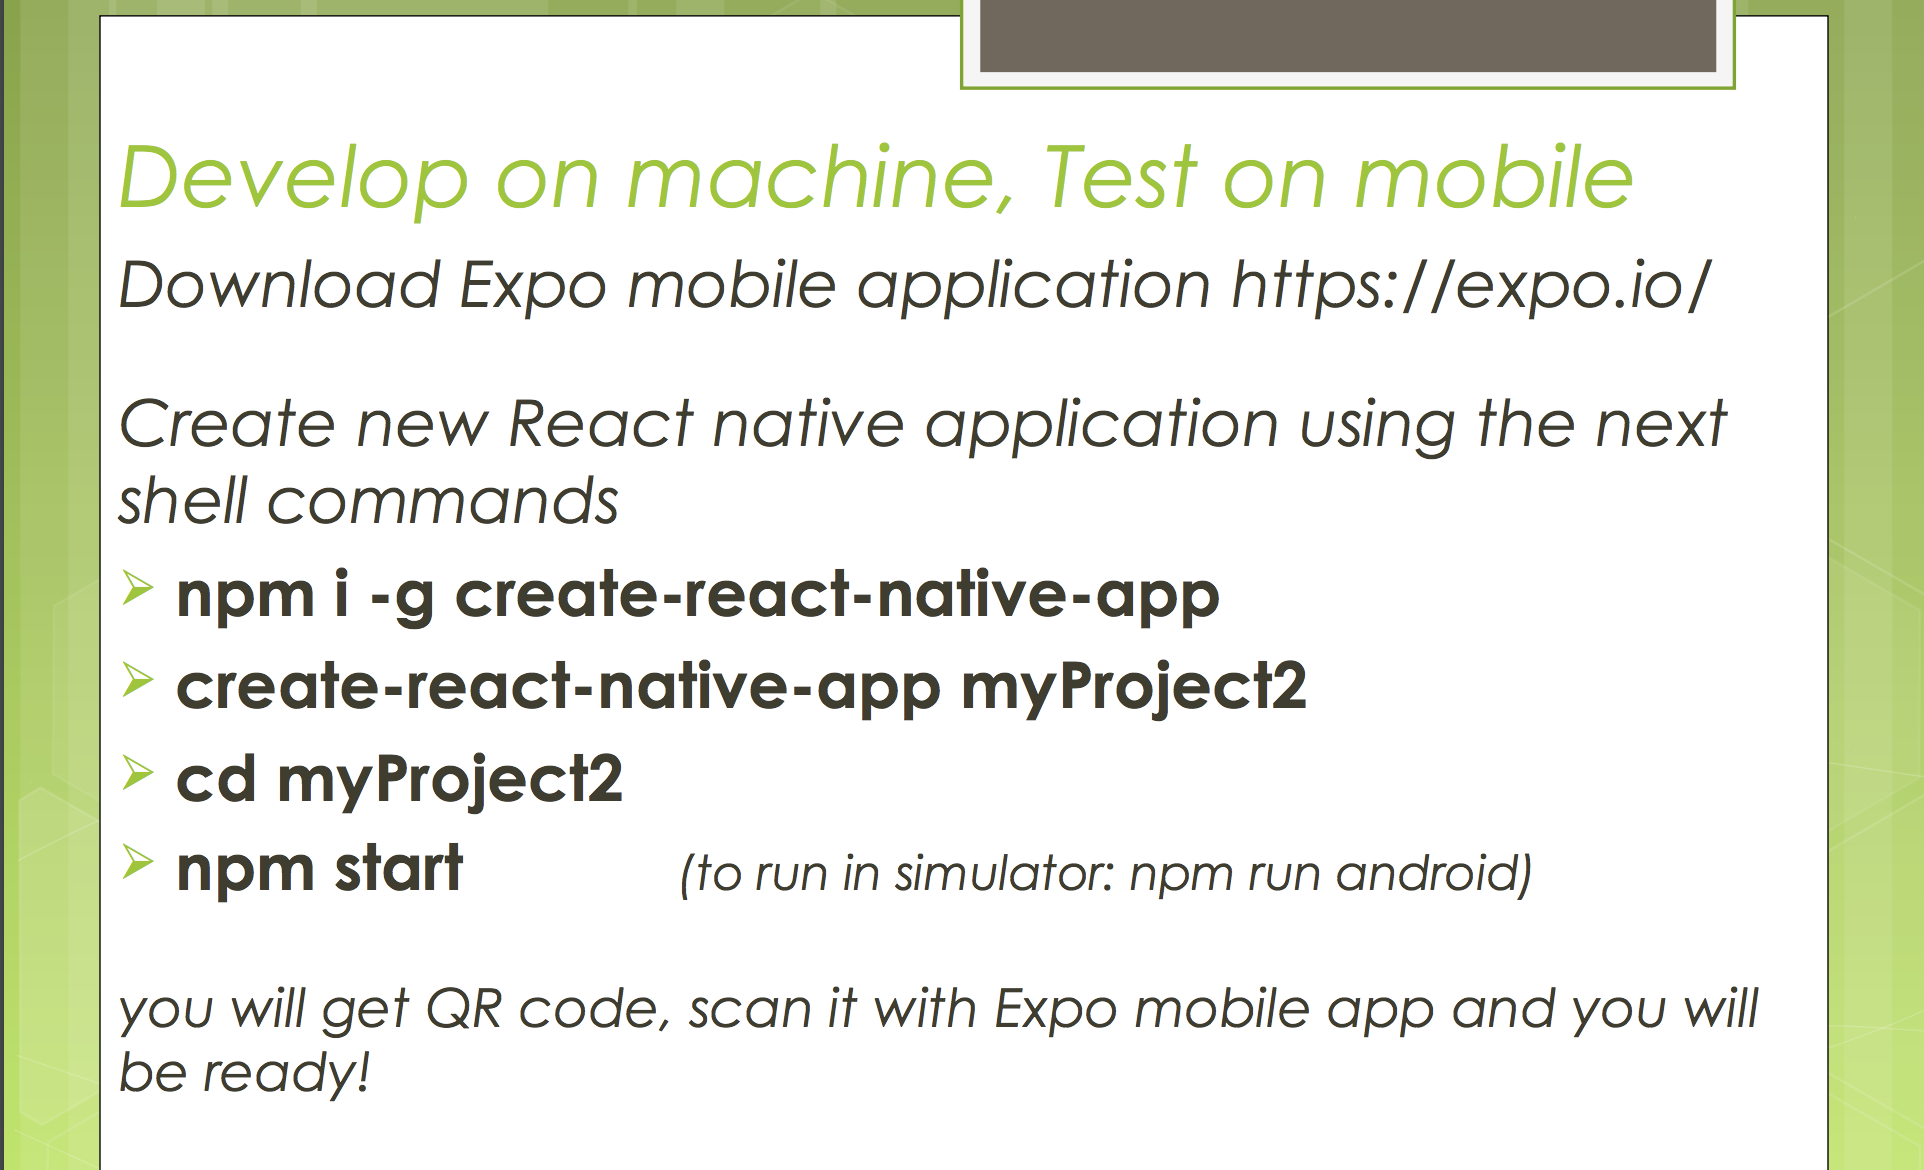 Develop on machine, Test on mobile
Download Expo mobile application https://expo.io/
Create new React native application using the next
shell commands
npm i -g create-react-native-app
create-react-native-app myProject2
cd myProject2
npm start (to run in simulator: npm run android)
you will get QR code, scan it with Expo mobile app and you will
be ready!